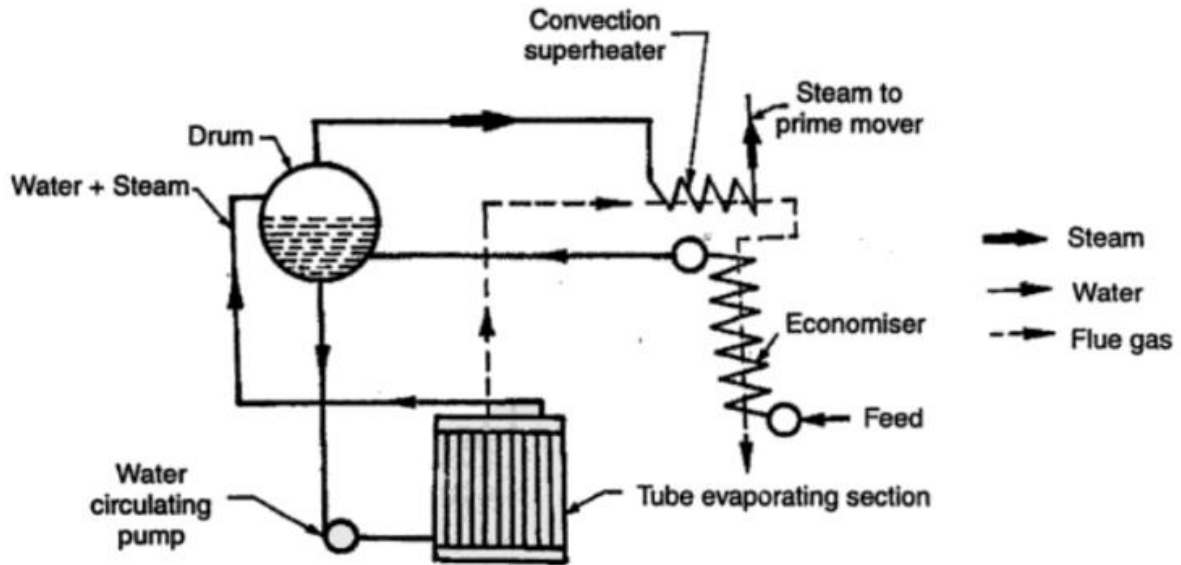 Convection
superheater
Steam to
prime mover
Drum
Water + Steam
Steam
Water
Economiser
Flue gas
Feed
Water
circulating
pump
Tube evaporating section